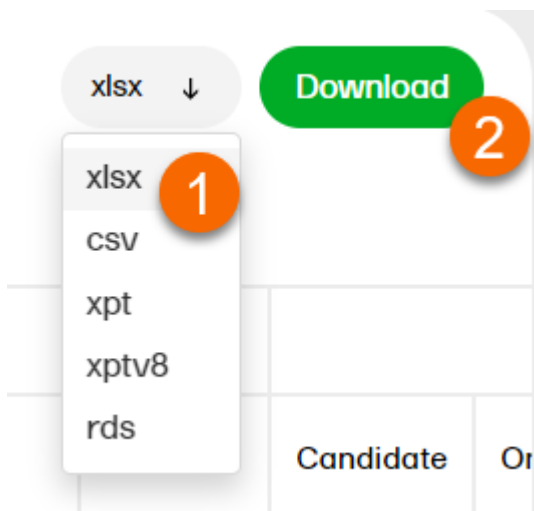 xlsx ↓ Download
2
xlsx
1
csv
xpt
xptv8
rds
Candidate